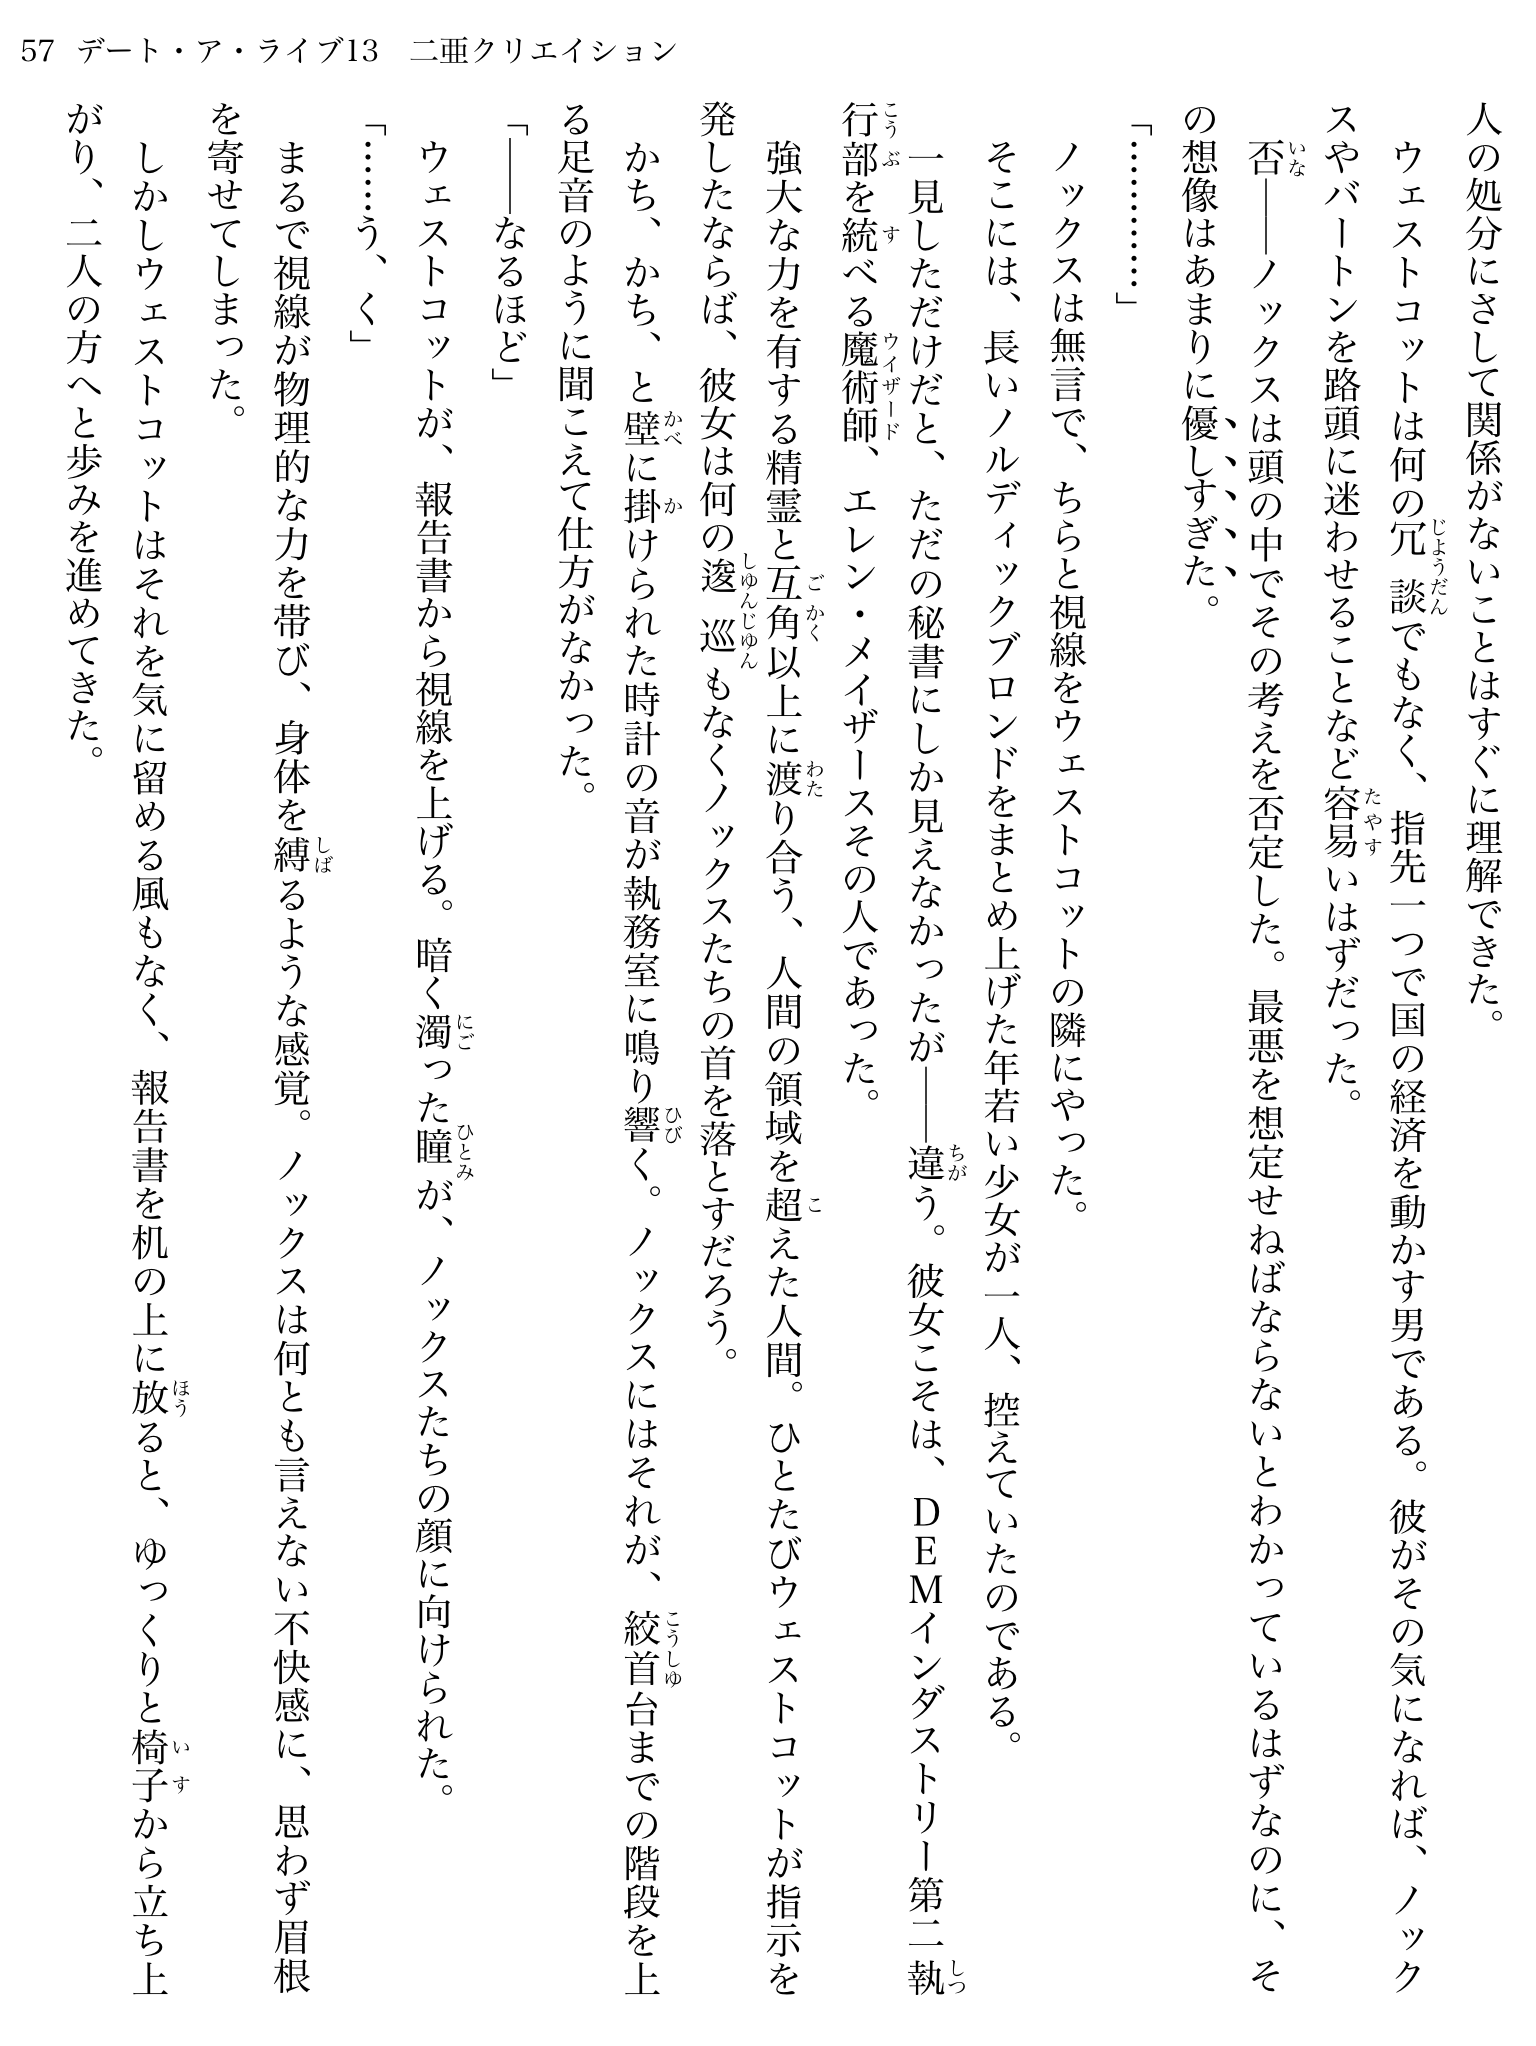 57 デート・ア・ライブ13 二亜クリエイション
人の処分にさして関係がないことはすぐに理解できた。
ウェストコットは何の冗談でもなく、指先一つで国の経済を動かす男である。彼がその気になれば、ノック
スやバートンを路頭に迷わせることなど容易いはずだった。
否――ノックスは頭の中でその考えを否定した。最悪を想定せねばならないとわかっているはずなのに、そ
の想像はあまりに優しすぎた。
「…………」
ノックスは無言で、ちらと視線をウェストコットの隣にやった。
そこには、長いノルディックブロンドをまとめ上げた年若い少女が一人、控えていたのである。
一見しただけだと、ただの秘書にしか見えなかったが――違う。彼女こそは、DEMインダストリー第二執
行部を統べる魔術師、エレン・メイザースその人であった。
強大な力を有する精霊と互角以上に渡り合う、人間の領域を超えた人間。ひとたびウェストコットが指示を
発したならば、彼女は何の逡巡もなくノックスたちの首を落とすだろう。
かち、かち、と壁に掛けられた時計の音が執務室に鳴り響く。ノックスにはそれが、絞首台までの階段を上
る足音のように聞こえて仕方がなかった。
「――なるほど」
ウェストコットが、報告書から視線を上げる。暗く濁った瞳が、ノックスたちの顔に向けられた。
「……う、く」
まるで視線が物理的な力を帯び、身体を縛るような感覚。ノックスは何とも言えない不快感に、思わず眉根
を寄せてしまった。
しかしウェストコットはそれを気に留める風もなく、報告書を机の上に放ると、ゆっくりと椅子から立ち上
がり、二人の方へと歩みを進めてきた。